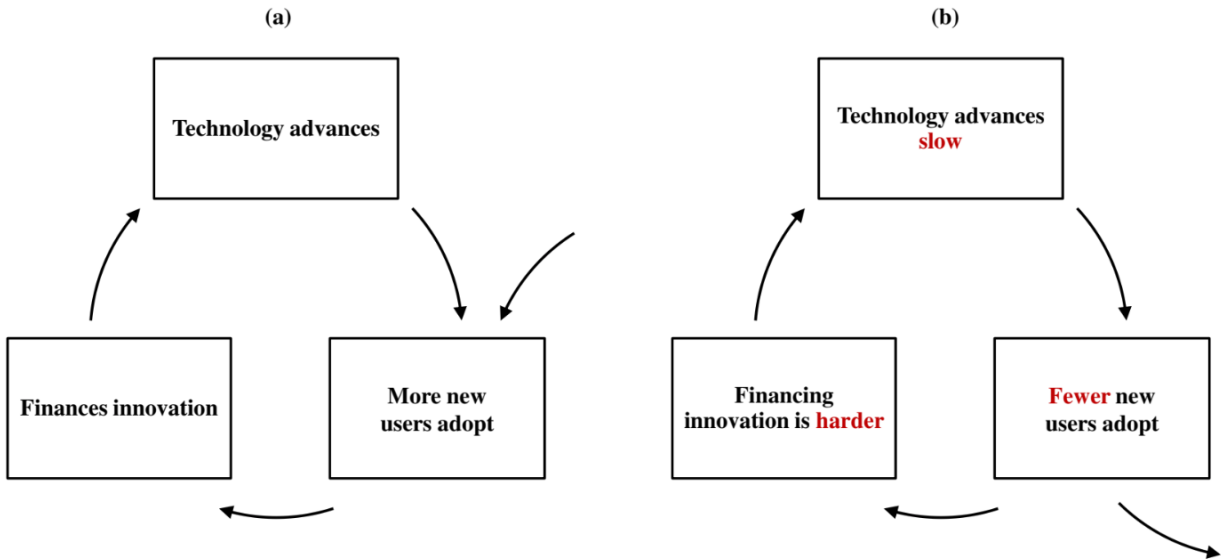 (a)
Technology advances
Finances innovation
More new
users adopt
(b)
Technology advances
slow
Financing
innovation is harder
Fewer new
users adopt